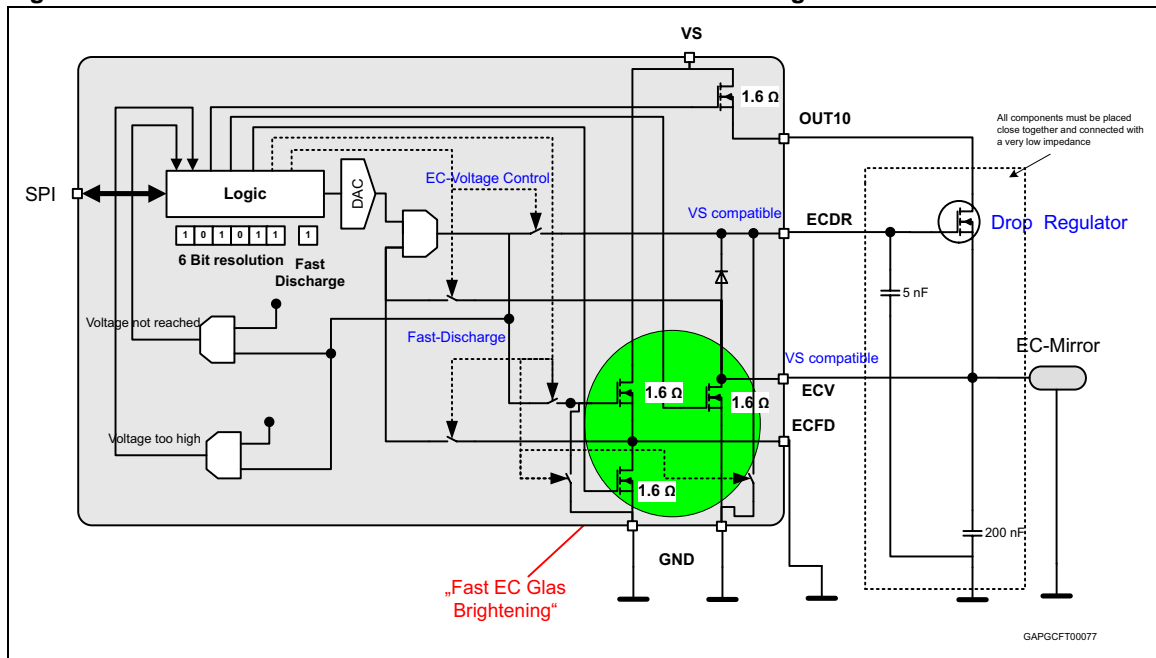 VS
1.6 Ω
OUT10
All components must be placed
close together and connected with
a very low impedance
SPI
Logic
DAC
EC-Voltage Control
VS compatible
ECDR
Drop Regulator
1 0 1 0 1 1 1
6 Bit resolution
Fast
Discharge
5 nF
Voltage not reached
Fast-Discharge
VS compatible
EC-Mirror
ECV
1.6 Ω
1.6 Ω
ECFD
Voltage too high
1.6 Ω
200 nF
GND
„Fast EC Glas
Brightening“
GAPGCFT00077